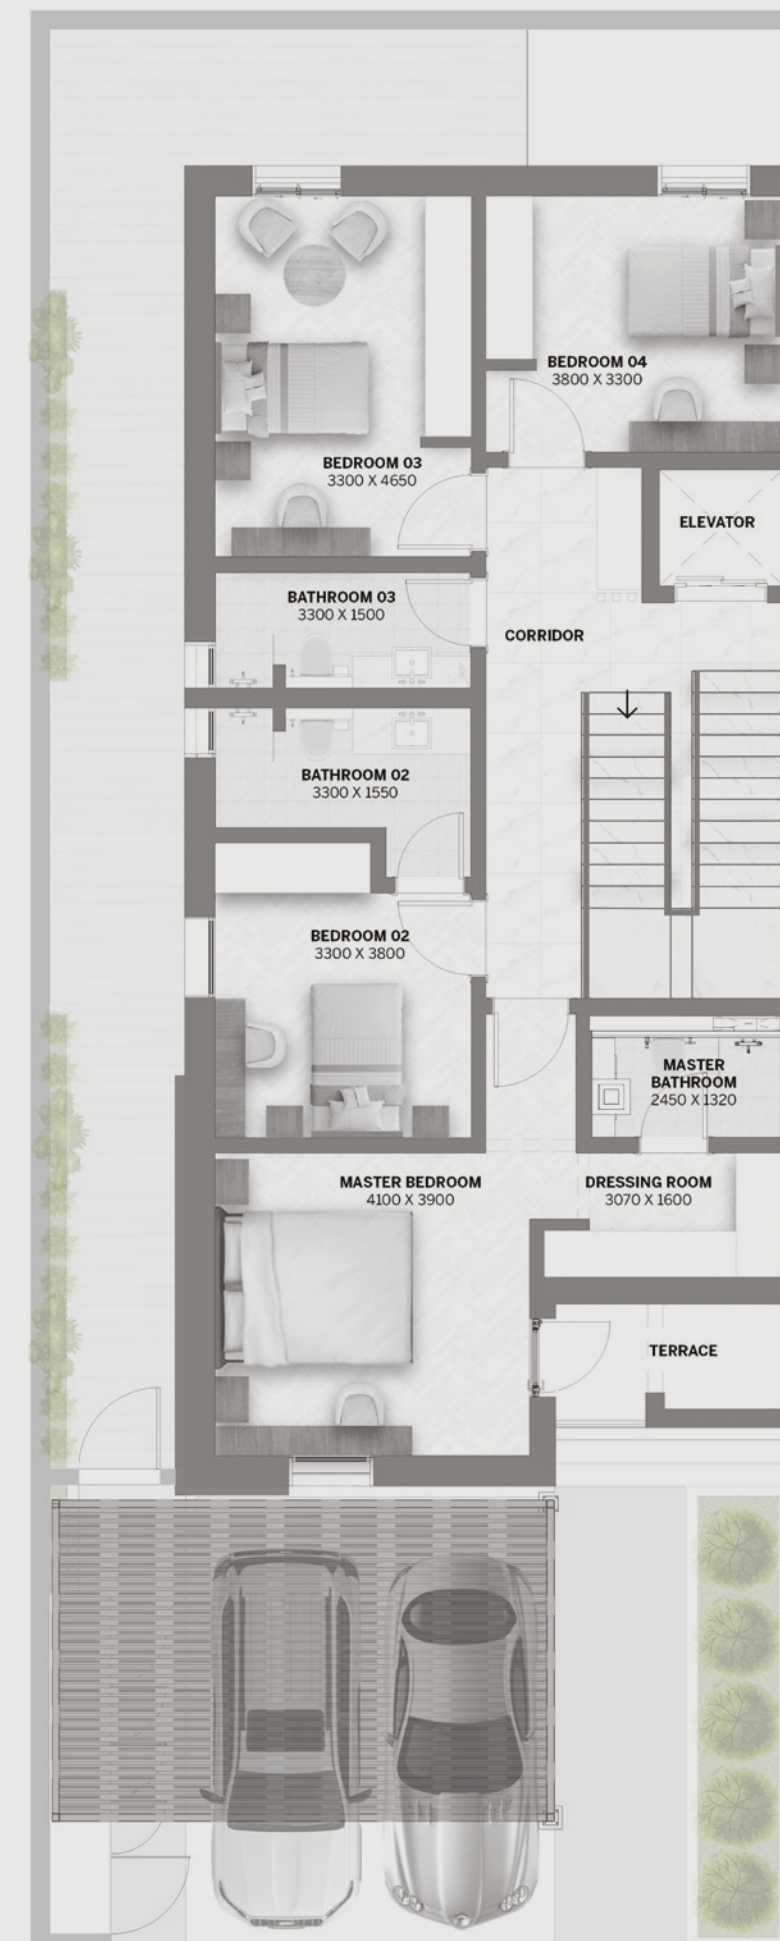 BEDROOM 04
3800 X 3300
BEDROOM 03
3300 X 4650
ELEVATOR
BATHROOM 03
3300 X 1500
CORRIDOR
BATHROOM 02
3300 X 1550
BEDROOM 02
3300 X 3800
MASTER
BATHROOM
2450 X 1320
MASTER BEDROOM
4100 X 3900
DRESSING ROOM
3070 X 1600
TERRACE